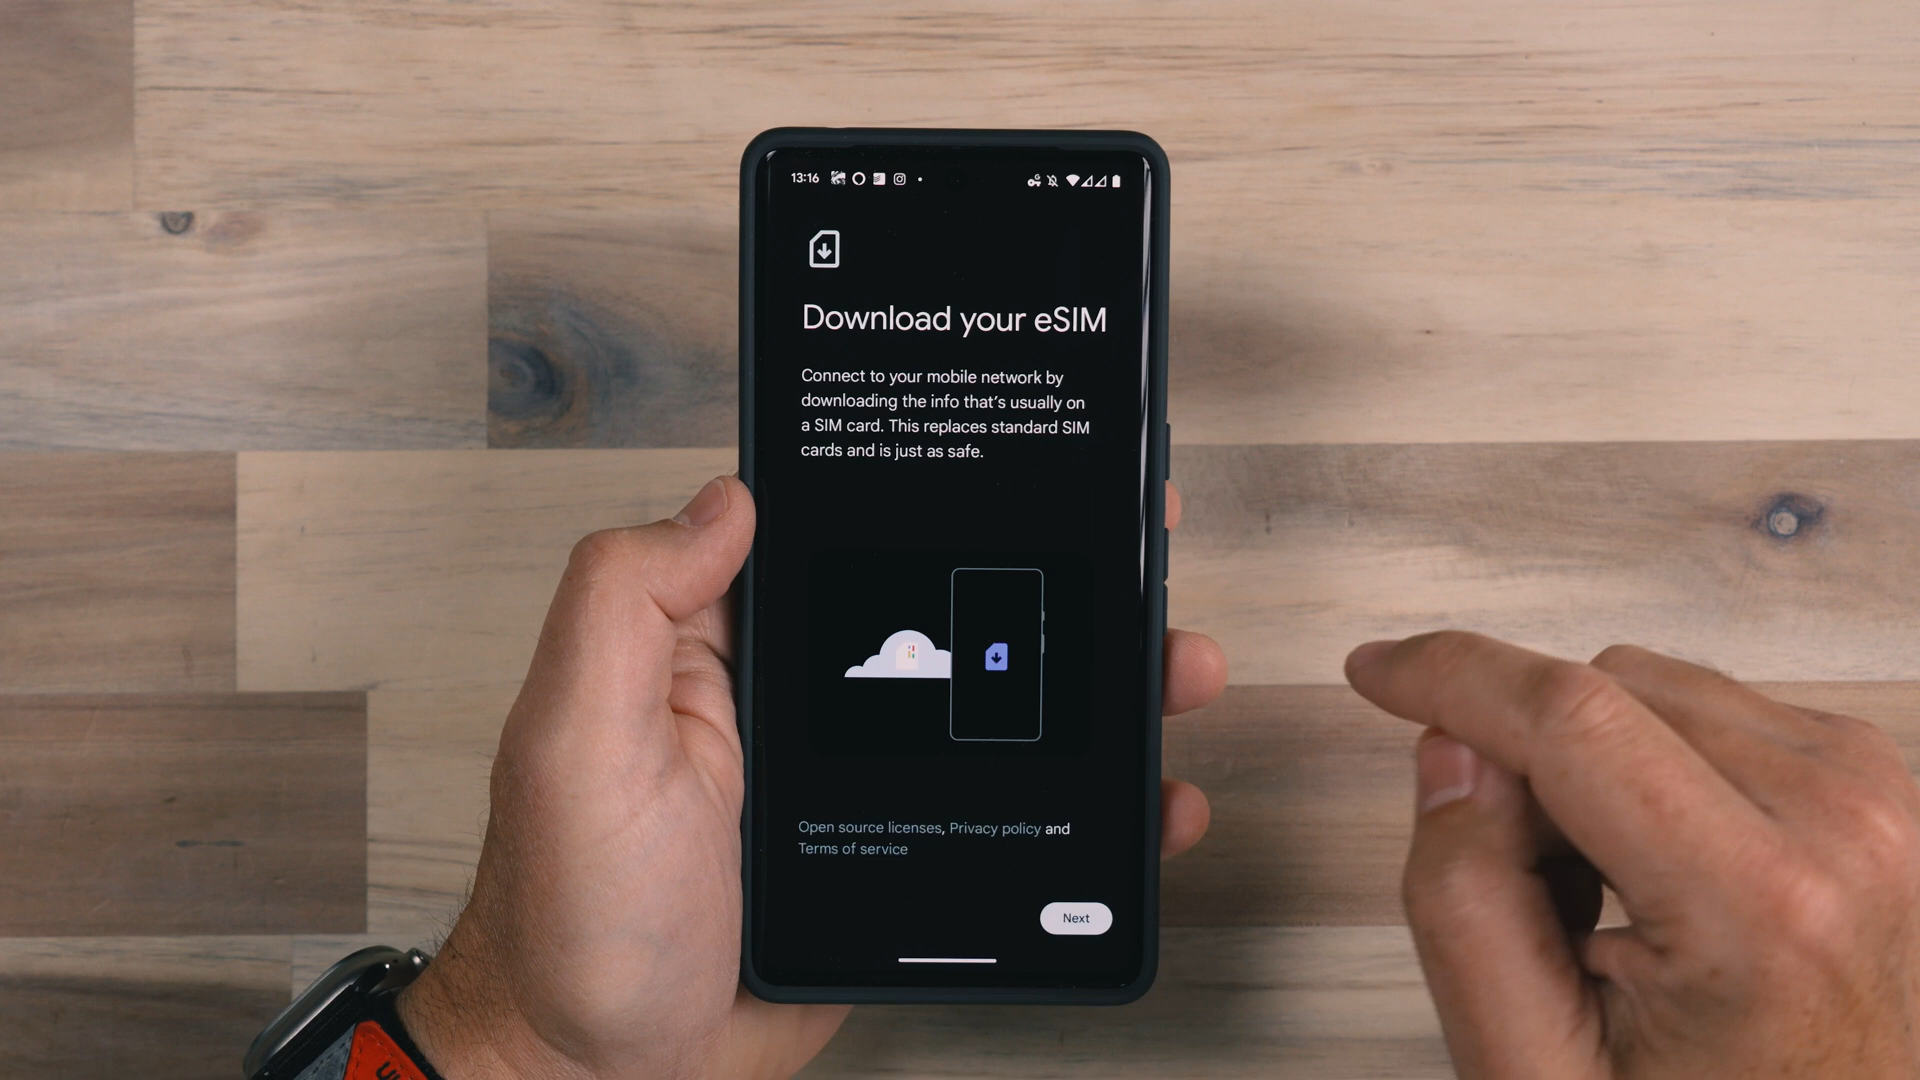 13:16
Download your eSIM
Connect to your mobile network by
downloading the info that’s usually on
a SIM card. This replaces standard SIM
cards and is just as safe.
Open source licenses, Privacy policy and
Terms of service
Next